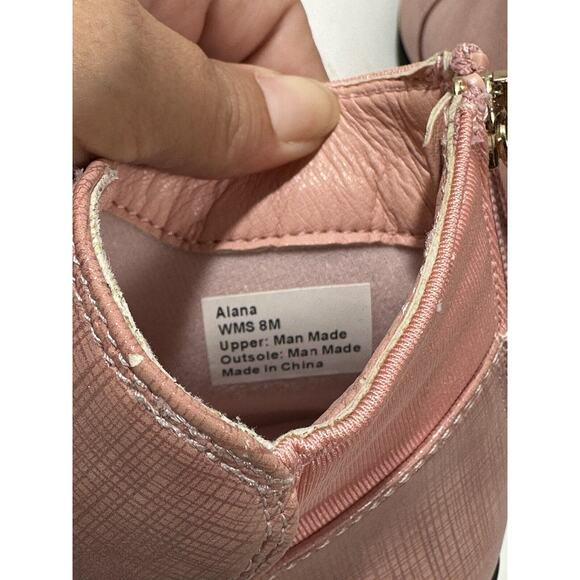 Alana
WMS 8M
Upper: Man Made
Outsole: Man Made
Made in China